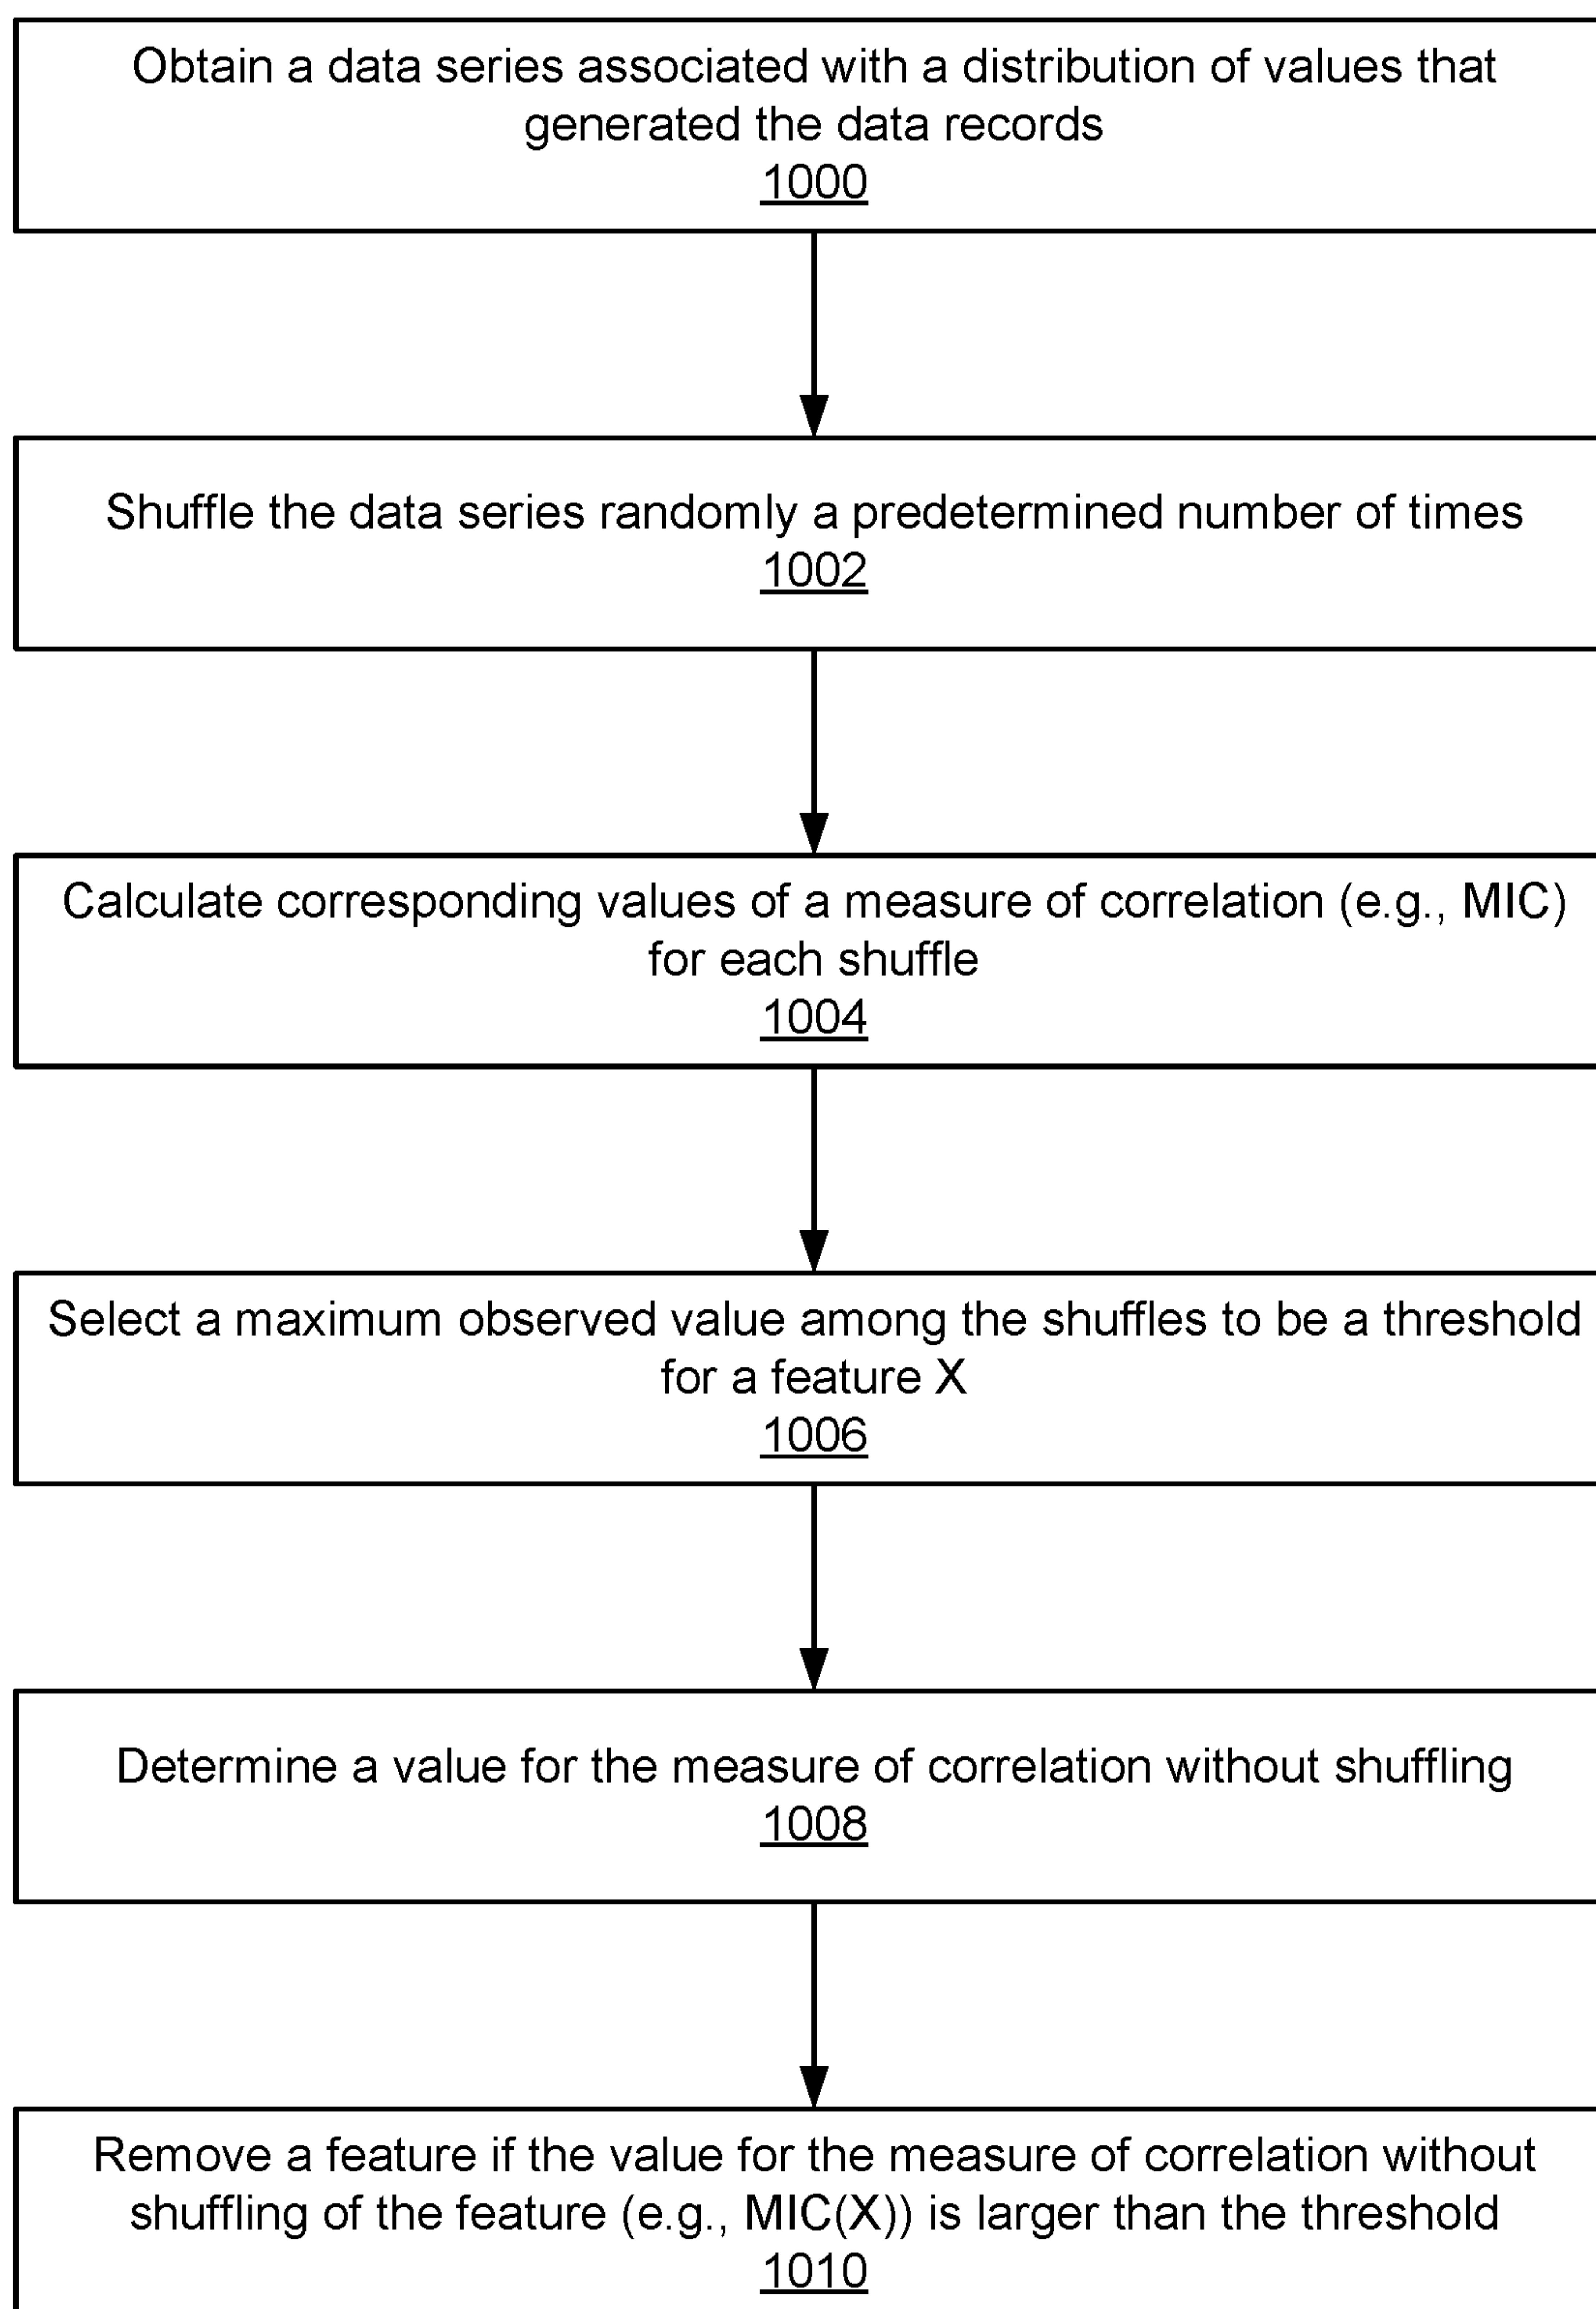 Obtain a data series associated with a distribution of values that
generated the data records
1000
Shuffle the data series randomly a predetermined number of times
1002
Calculate corresponding values of a measure of correlation (e.g., MIC)
for each shuffle
1004
Select a maximum observed value among the shuffles to be a threshold
for a feature X
1006
Determine a value for the measure of correlation without shuffling
1008
Remove a feature if the value for the measure of correlation without
shuffling of the feature (e.g., MIC(X)) is larger than the threshold
1010